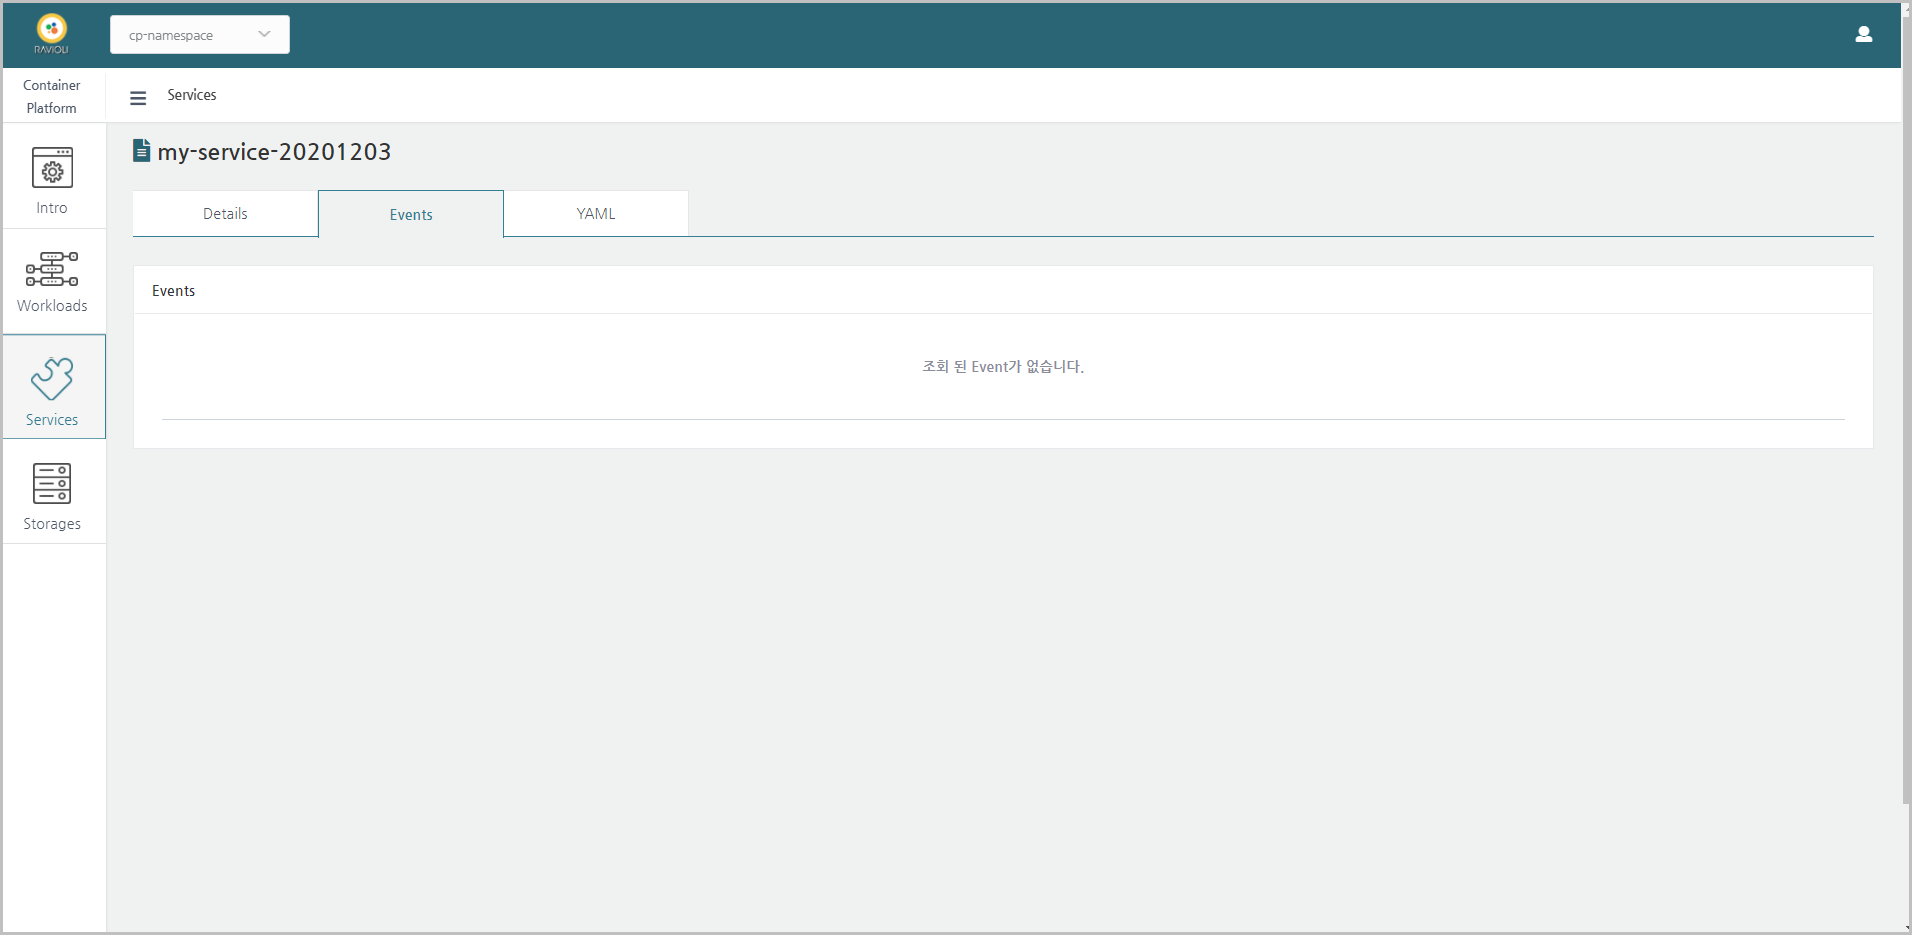 RAVIOLI
cp-namespace
Container
Platform
Services
Intro
Workloads
Services
Storages
my-service-20201203
Details
Events
YAML
Events
조회 된 Event가 없습니다.